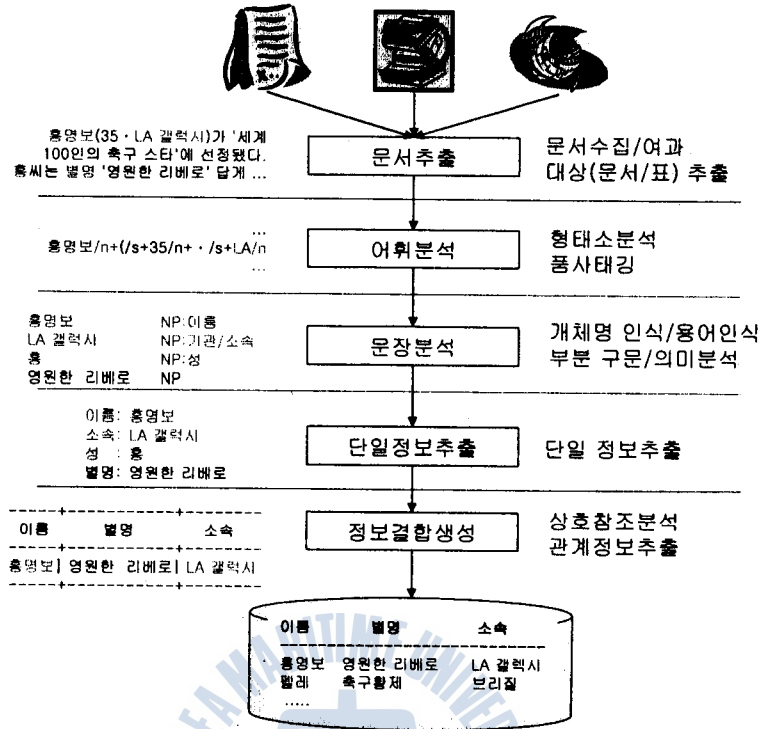 홍명보(35 · LA 갤럭시)가 '세계
100인의 축구 스타'에 선정됐다.
홍씨는 별명 '영원한 리베로' 답게 ...
문서추출
문서수집/여과
대상(문서/표) 추출
...
홍명보/n+(/s+35/n+ · /s+LA/n
...
어휘분석
형태소분석
품사태깅
홍명보 NP:이름
LA 갤럭시 NP:기관/소속
홍 NP:성
영원한 리베로 NP
문장분석
개체명 인식/용어인식
부분 구문/의미분석
이름: 홍명보
소속: LA 갤럭시
성 : 홍
별명: 영원한 리베로
단일정보추출
단일 정보추출
이름 별명 소속
홍명보| 영원한 리베로| LA 갤럭시
정보결합생성
상호참조분석
관계정보추출
이름 별명 소속
홍명보 영원한 리베로 LA 갤럭시
펠레 축구황제 브리질
.....
EA MARITIME UNIVER